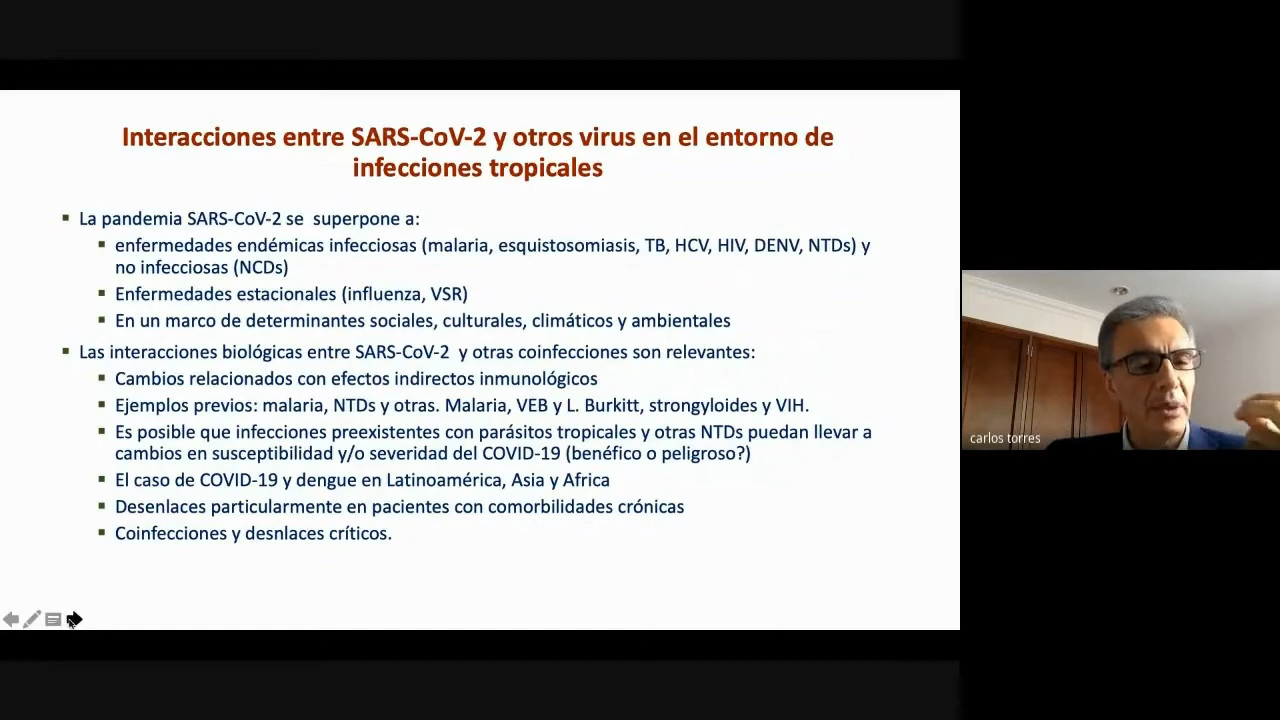 Interacciones entre SARS-CoV-2 y otros virus en el entorno de
infecciones tropicales
La pandemia SARS-CoV-2 se superpone a:
enfermedades endémicas infecciosas (malaria, esquistosomiasis, TB, HCV, HIV, DENV, NTDs) y
no infecciosas (NCDs)
Enfermedades estacionales (influenza, VSR)
En un marco de determinantes sociales, culturales, climáticos y ambientales
Las interacciones biológicas entre SARS-CoV-2 y otras coinfecciones son relevantes:
Cambios relacionados con efectos indirectos inmunológicos
Ejemplos previos: malaria, NTDs y otras. Malaria, VEB y L. Burkitt, strongyloides y VIH.
Es posible que infecciones preexistentes con parásitos tropicales y otras NTDs puedan llevar a
cambios en susceptibilidad y/o severidad del COVID-19 (benéfico o peligroso?)
El caso de COVID-19 y dengue en Latinoamérica, Asia y Africa
Desenlaces particularmente en pacientes con comorbilidades crónicas
Coinfecciones y desnlaces críticos.
carlos torres